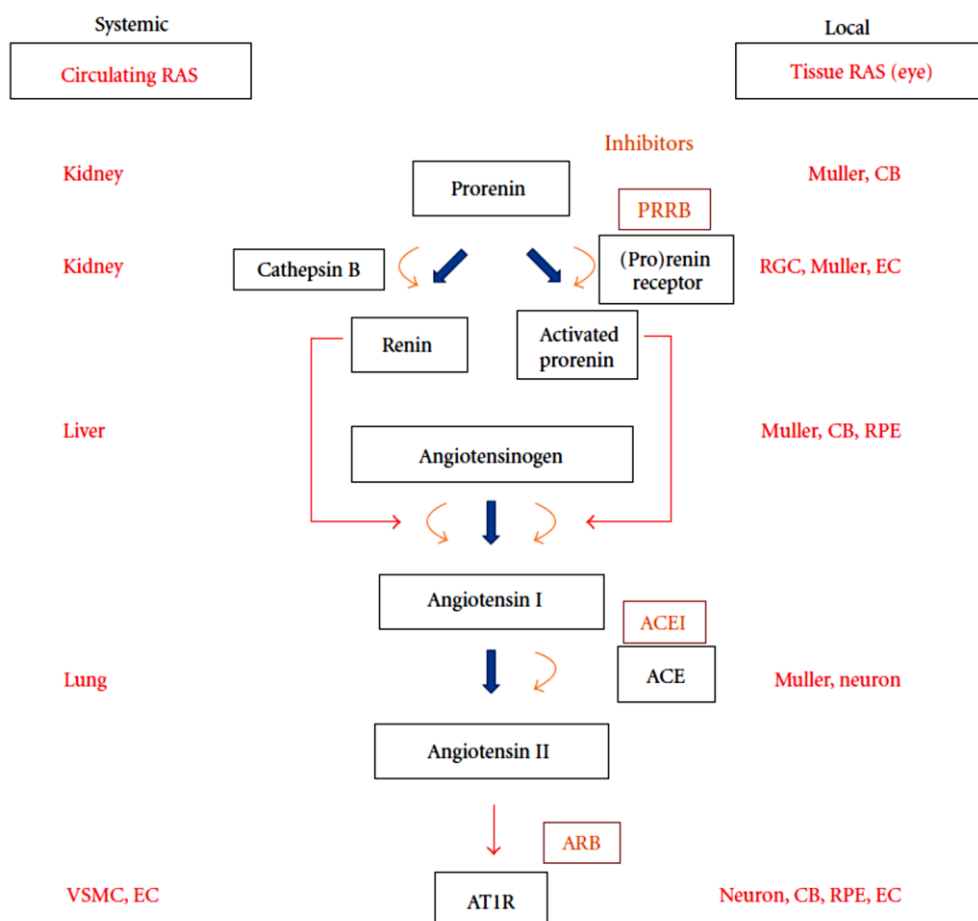 Systemic
Local
Circulating RAS
Tissue RAS (eye)
Inhibitors
Kidney
Prorenin
Muller, CB
PRRB
Kidney
Cathepsin B
(Pro)renin
receptor
RGC, Muller, EC
Renin
Activated
prorenin
Liver
Angiotensinogen
Muller, CB, RPE
Angiotensin I
ACEI
Lung
ACE
Muller, neuron
Angiotensin II
ARB
VSMC, EC
AT1R
Neuron, CB, RPE, EC